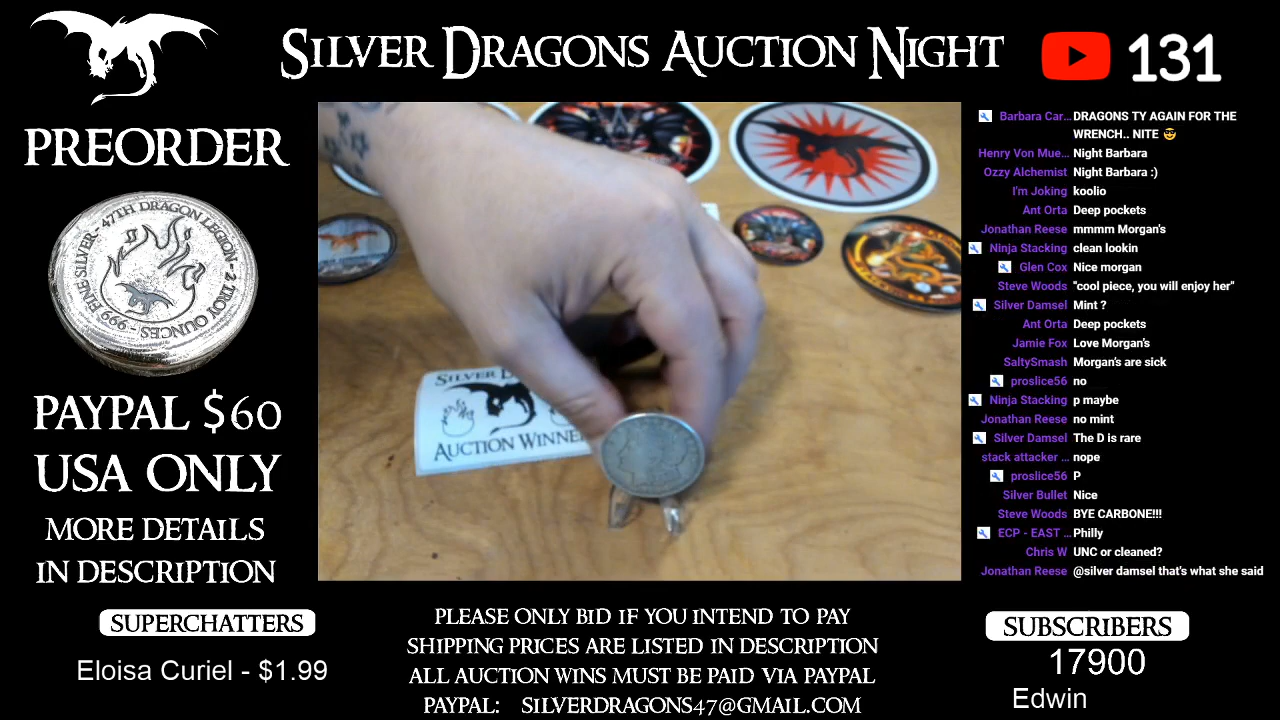 SILVER DRAGONS AUCTION NIGHT
131
PREORDER
.999 FINE SILVER - 47TH DRAGON LEGION - 2 TROY OUNCES
PAYPAL $60
USA ONLY
MORE DETAILS
IN DESCRIPTION
SUPERCHATTERS
Eloisa Curiel - $1.99
SILVER D
AUCTION WINNE
Barbara Car... DRAGONS TY AGAIN FOR THE
WRENCH.. NITE 😎
Henry Von Mue... Night Barbara
Ozzy Alchemist Night Barbara :)
I'm Joking koolio
Ant Orta Deep pockets
Jonathan Reese mmmm Morgan's
Ninja Stacking clean lookin
Glen Cox Nice morgan
Steve Woods "cool piece, you will enjoy her"
Silver Damsel Mint ?
Ant Orta Deep pockets
Jamie Fox Love Morgan's
SaltySmash Morgan's are sick
proslice56 no
Ninja Stacking p maybe
Jonathan Reese no mint
Silver Damsel The D is rare
stack attacker ... nope
proslice56 P
Silver Bullet Nice
Steve Woods BYE CARBONE!!!
ECP - EAST ... Philly
Chris W UNC or cleaned?
Jonathan Reese @silver damsel that's what she said
PLEASE ONLY BID IF YOU INTEND TO PAY
SHIPPING PRICES ARE LISTED IN DESCRIPTION
ALL AUCTION WINS MUST BE PAID VIA PAYPAL
PAYPAL: SILVERDRAGONS47@GMAIL.COM
SUBSCRIBERS
17900
Edwin